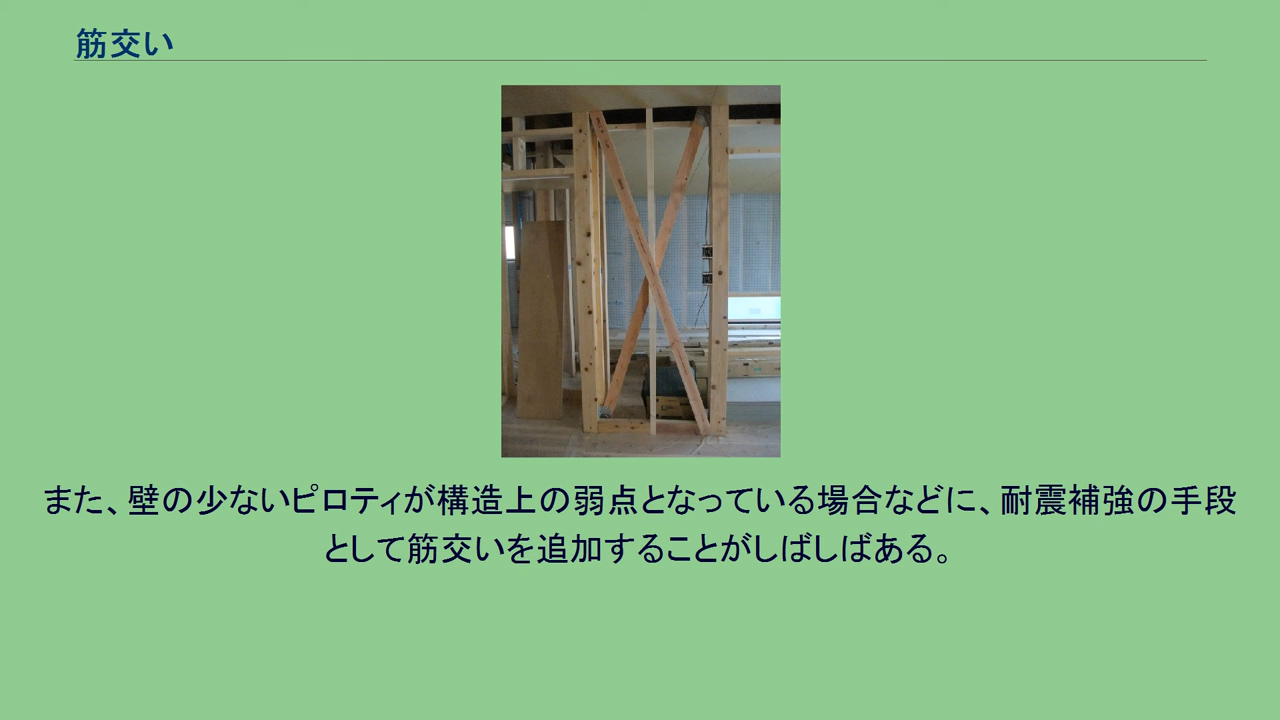 筋交い
また、壁の少ないピロティが構造上の弱点となっている場合などに、耐震補強の手段
として筋交いを追加することがしばしばある。